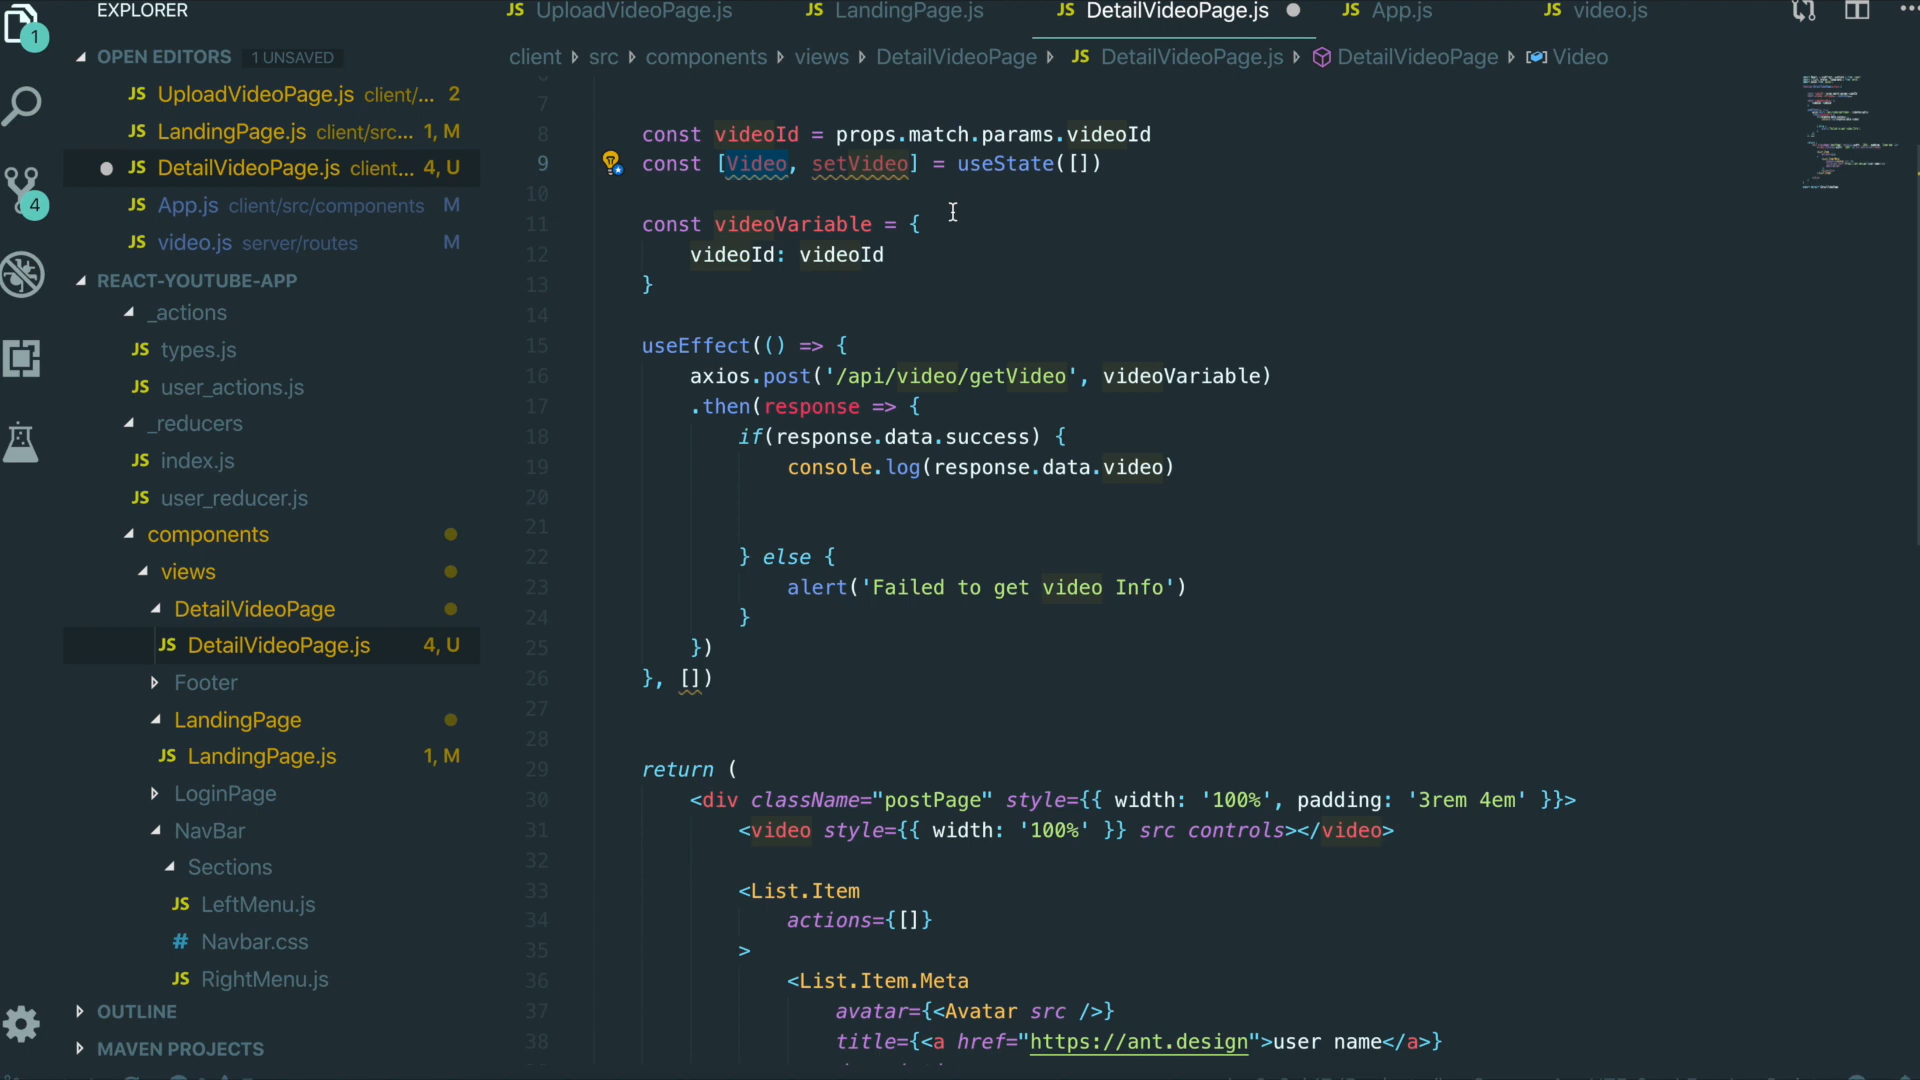 EXPLORER
JS UploadVideoPage.js
JS LandingPage.js
JS DetailVideoPage.js
JS App.js
JS video.js
1
OPEN EDITORS 1 UNSAVED
client > src > components > views > DetailVideoPage > JS DetailVideoPage.js > DetailVideoPage > Video
JS UploadVideoPage.js client/... 2
JS LandingPage.js client/src... 1, M
JS DetailVideoPage.js client... 4, U
JS App.js client/src/components M
JS video.js server/routes M
4
REACT-YOUTUBE-APP
_actions
JS types.js
JS user_actions.js
_reducers
JS index.js
JS user_reducer.js
components
views
DetailVideoPage
JS DetailVideoPage.js 4, U
Footer
LandingPage
JS LandingPage.js 1, M
LoginPage
NavBar
Sections
JS LeftMenu.js
# Navbar.css
JS RightMenu.js
OUTLINE
MAVEN PROJECTS
7
8 const videoId = props.match.params.videoId
9 const [Video, setVideo] = useState([])
10
11 const videoVariable = {
12 videoId: videoId
13 }
14
15 useEffect(() => {
16 axios.post('/api/video/getVideo', videoVariable)
17 .then(response => {
18 if(response.data.success) {
19 console.log(response.data.video)
20
21
22 } else {
23 alert('Failed to get video Info')
24 }
25 })
26 }, [])
27
28
29 return (
30 <div className="postPage" style={{ width: '100%', padding: '3rem 4em' }}>
31 <video style={{ width: '100%' }} src controls></video>
32
33 <List.Item
34 actions={[]}
35 >
36 <List.Item.Meta
37 avatar={<Avatar src />}
38 title={<a href="https://ant.design">user name</a>}